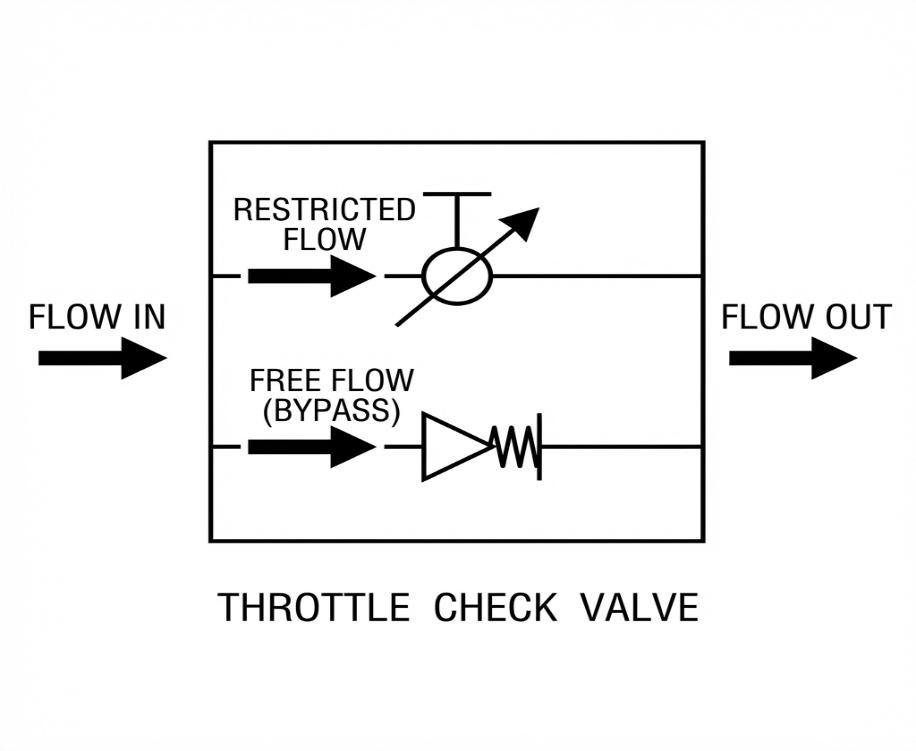 RESTRICTED
FLOW
FLOW IN
FLOW OUT
FREE FLOW
(BYPASS)
THROTTLE CHECK VALVE